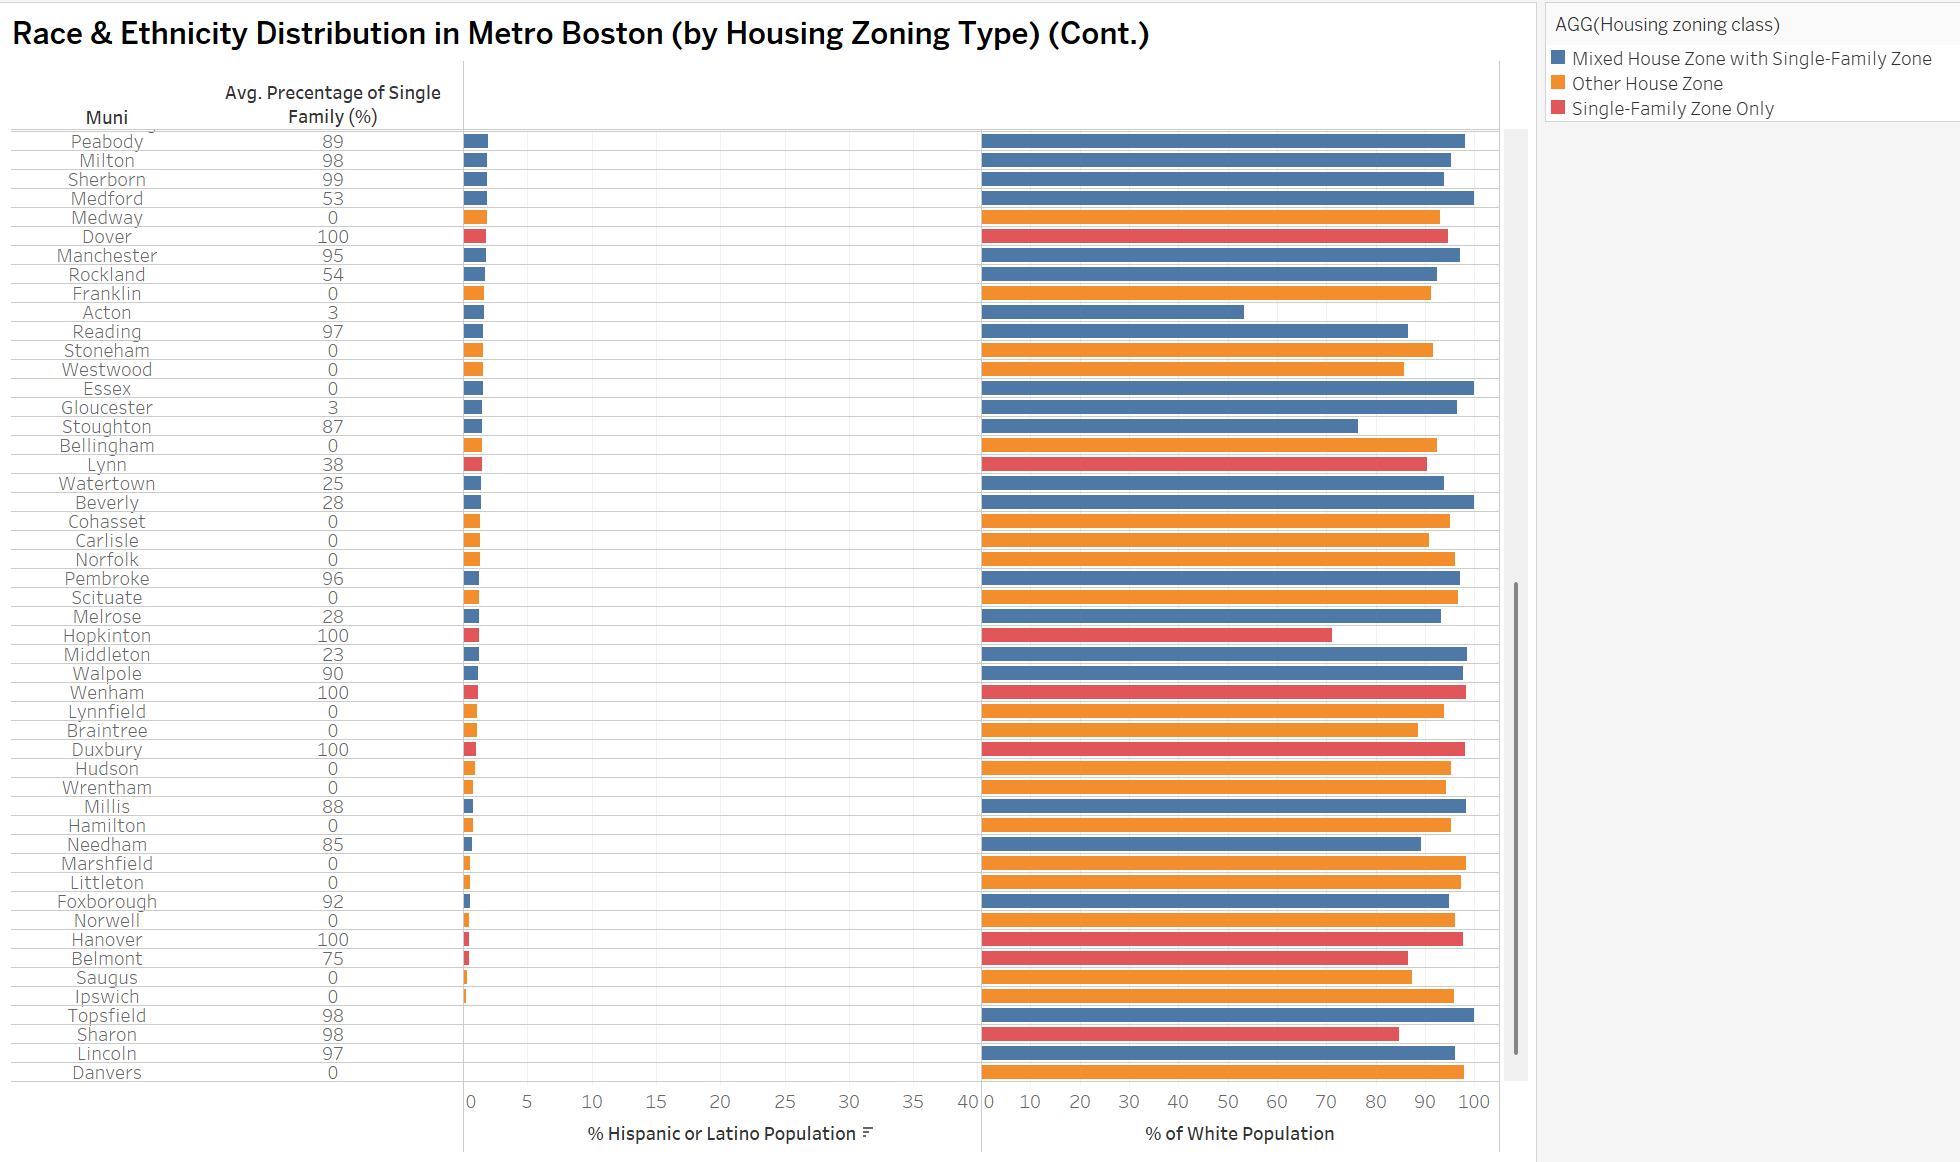 Race & Ethnicity Distribution in Metro Boston (by Housing Zoning Type) (Cont.)
AGG(Housing zoning class)
Mixed House Zone with Single-Family Zone
Other House Zone
Single-Family Zone Only
Avg. Precentage of Single
Muni Family (%)
Peabody 89
Milton 98
Sherborn 99
Medford 53
Medway 0
Dover 100
Manchester 95
Rockland 54
Franklin 0
Acton 3
Reading 97
Stoneham 0
Westwood 0
Essex 0
Gloucester 3
Stoughton 87
Bellingham 0
Lynn 38
Watertown 25
Beverly 28
Cohasset 0
Carlisle 0
Norfolk 0
Pembroke 96
Scituate 0
Melrose 28
Hopkinton 100
Middleton 23
Walpole 90
Wenham 100
Lynnfield 0
Braintree 0
Duxbury 100
Hudson 0
Wrentham 0
Millis 88
Hamilton 0
Needham 85
Marshfield 0
Littleton 0
Foxborough 92
Norwell 0
Hanover 100
Belmont 75
Saugus 0
Ipswich 0
Topsfield 98
Sharon 98
Lincoln 97
Danvers 0
0 5 10 15 20 25 30 35 40 0 10 20 30 40 50 60 70 80 90 100
% Hispanic or Latino Population % of White Population